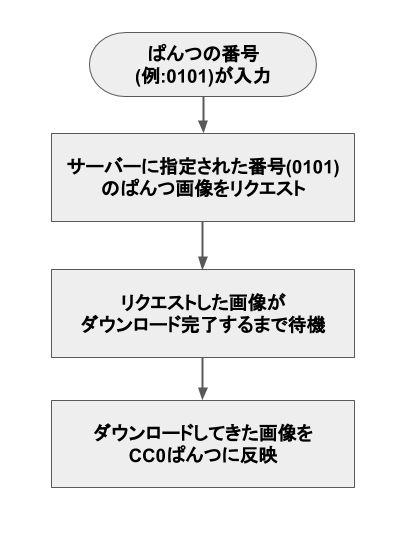 ぱんつの番号
(例:0101)が入力
サーバーに指定された番号(0101)
のぱんつ画像をリクエスト
リクエストした画像が
ダウンロード完了するまで待機
ダウンロードしてきた画像を
CC0ぱんつに反映